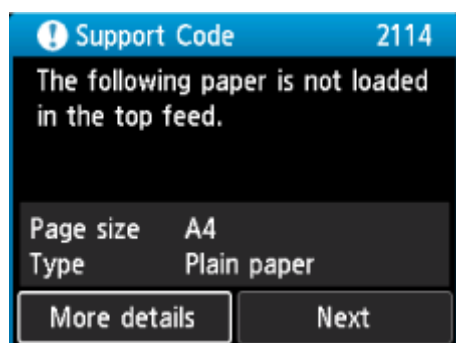 Support Code 2114
The following paper is not loaded
in the top feed.
Page size A4
Type Plain paper
More details Next